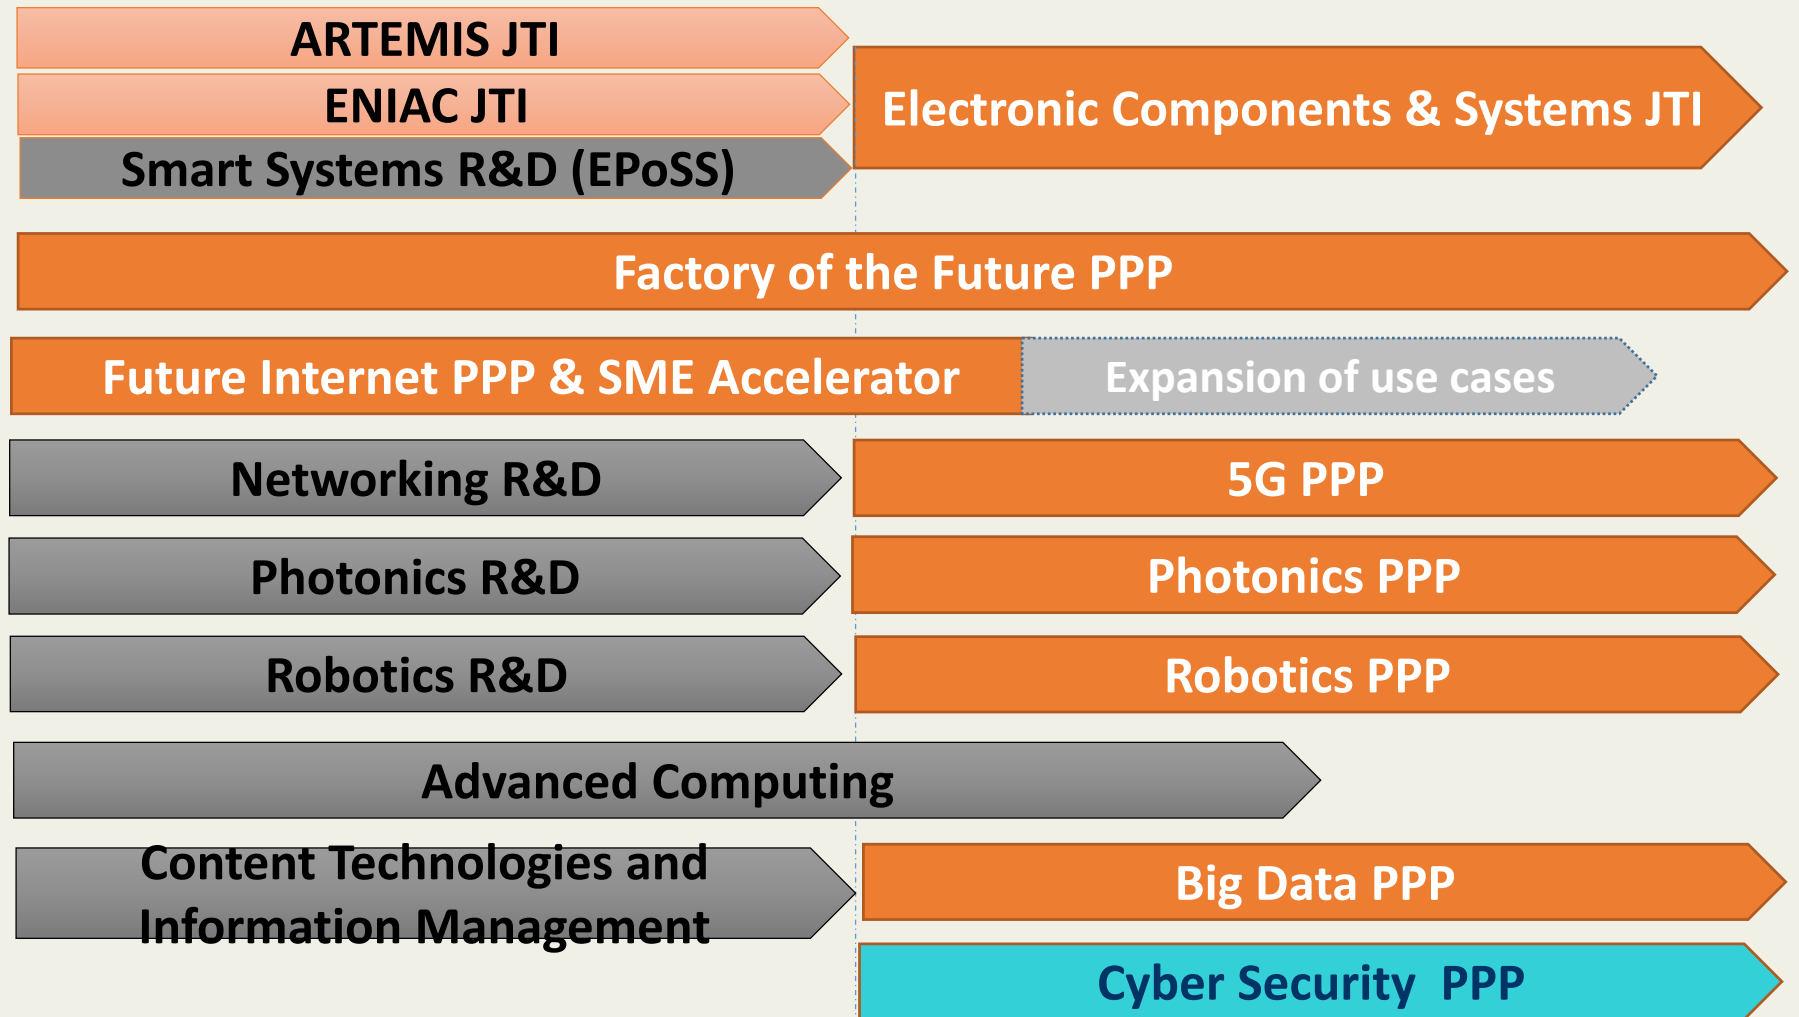 ARTEMIS JTI
ENIAC JTI
Smart Systems R&D (EPoSS)
Electronic Components & Systems JTI
Factory of the Future PPP
Future Internet PPP & SME Accelerator
Expansion of use cases
Networking R&D
5G PPP
Photonics R&D
Photonics PPP
Robotics R&D
Robotics PPP
Advanced Computing
Content Technologies and
Information Management
Big Data PPP
Cyber Security  PPP